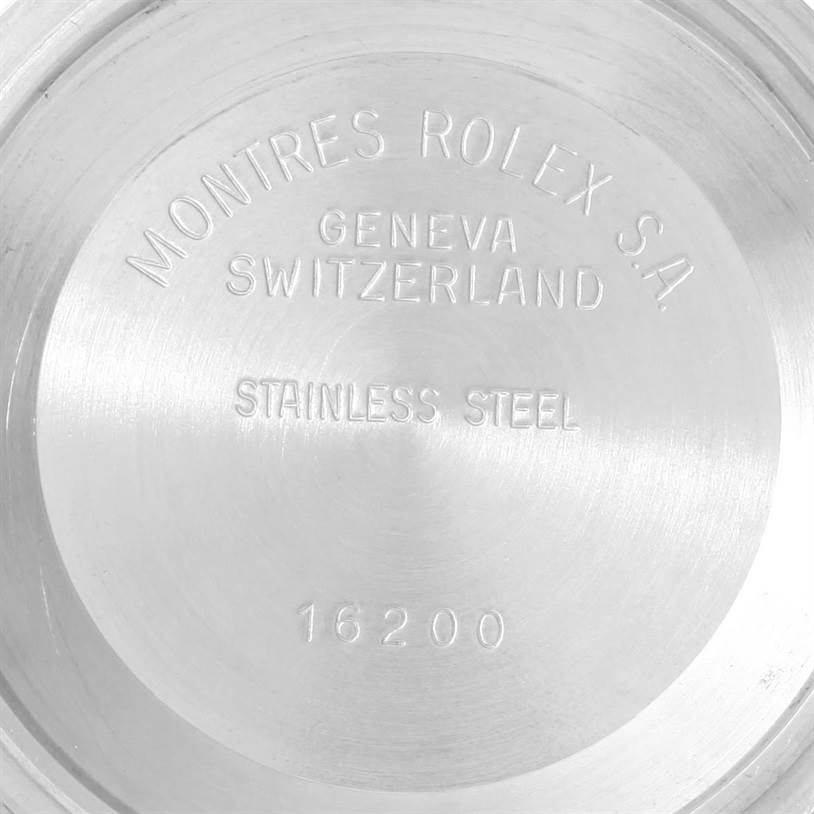 MONTRES ROLEX S.A.
GENEVA
SWITZERLAND
STAINLESS STEEL
16200